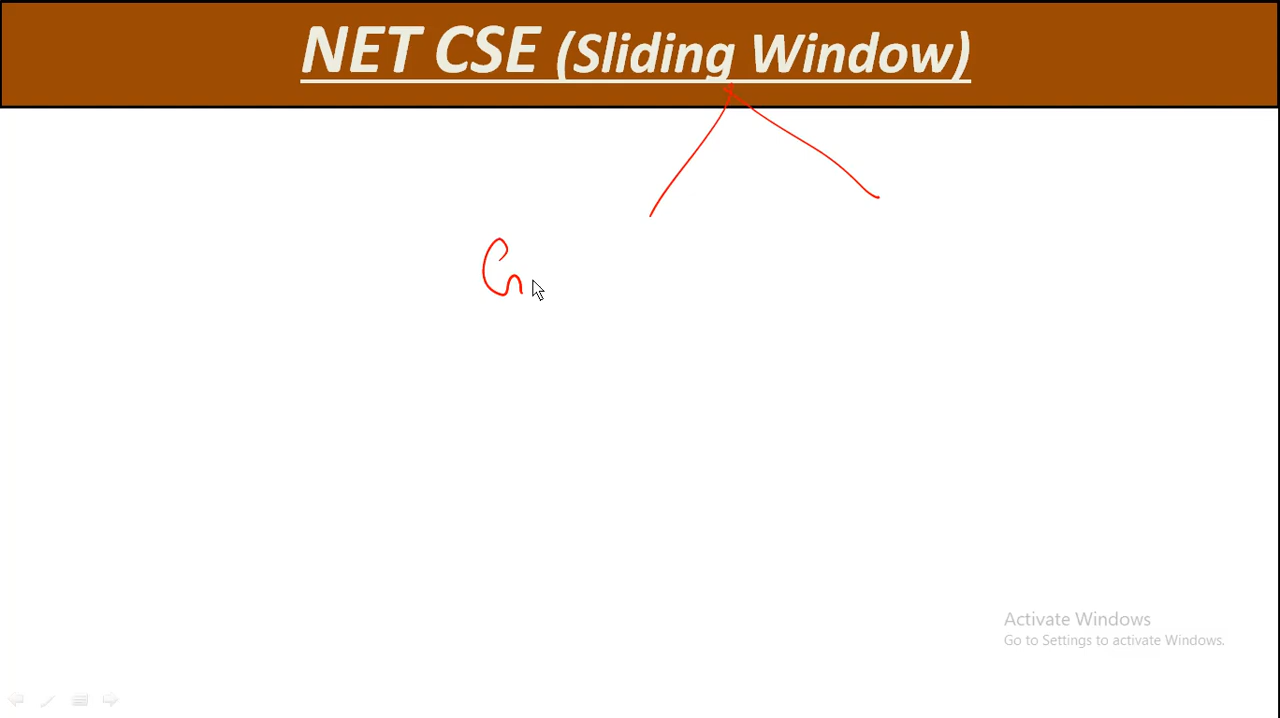 NET CSE (Sliding Window)
G
Activate Windows
Go to Settings to activate Windows.